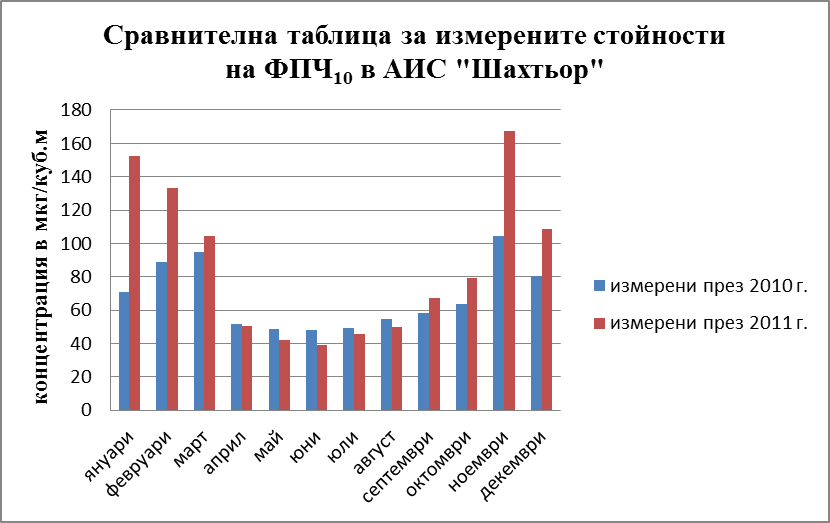 Сравнителна таблица за измерените стойности
на ФПЧ₁₀ в АИС "Шахтьор"
концентрация в мкг/куб.м
180
160
140
120
100
80
60
40
20
0
януари
февруари
март
април
май
юни
юли
август
септември
октомври
ноември
декември
измерени през 2010 г.
измерени през 2011 г.